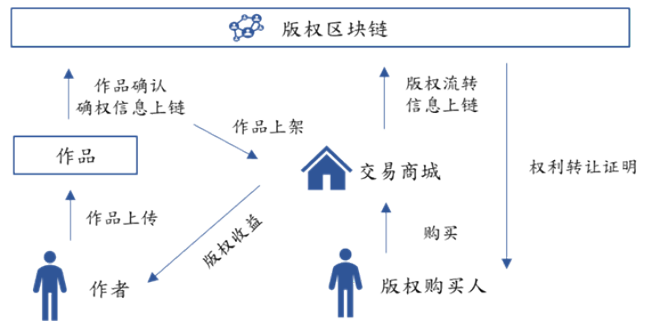 版权区块链
作品确认
确权信息上链
版权流转
信息上链
作品上架
作品
交易商城
权利转让证明
作品上传
版权收益
购买
作者
版权购买人